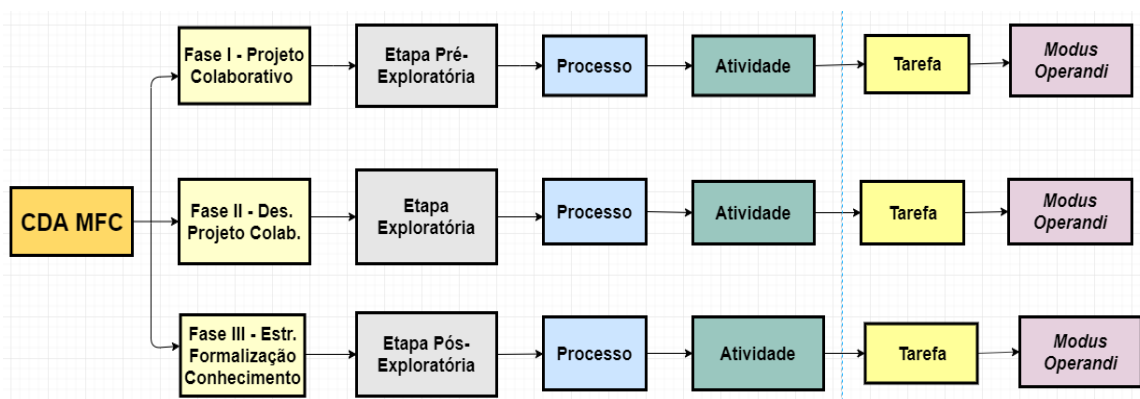 Fase I - Projeto
Colaborativo
Etapa Pré-
Exploratória
Processo
Atividade
Tarefa
Modus
Operandi
CDA MFC
Fase II - Des.
Projeto Colab.
Etapa
Exploratória
Processo
Atividade
Tarefa
Modus
Operandi
Fase III - Estr.
Formalização
Conhecimento
Etapa Pós-
Exploratória
Processo
Atividade
Tarefa
Modus
Operandi